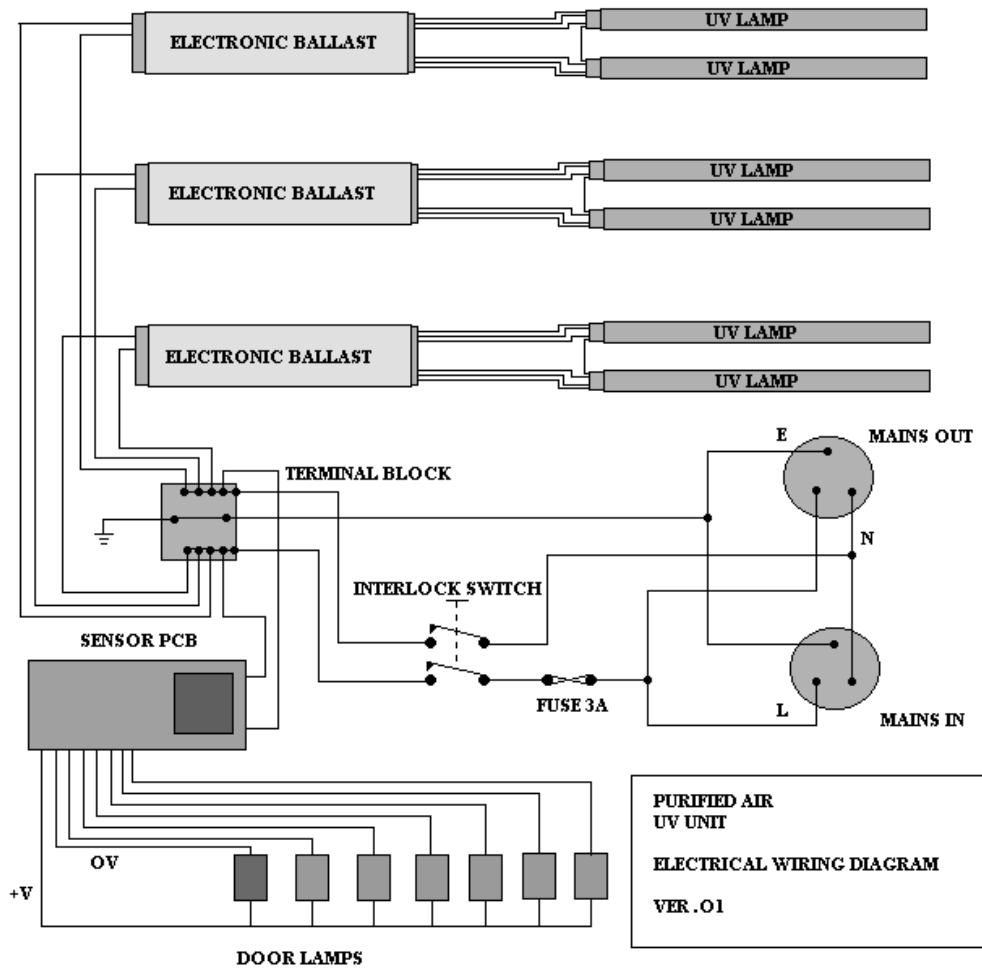 UV LAMP
ELECTRONIC BALLAST
UV LAMP
UV LAMP
ELECTRONIC BALLAST
UV LAMP
UV LAMP
ELECTRONIC BALLAST
UV LAMP
E
MAINS OUT
TERMINAL BLOCK
N
INTERLOCK SWITCH
SENSOR PCB
FUSE 3A
L
MAINS IN
PURIFIED AIR
UV UNIT
ELECTRICAL WIRING DIAGRAM
VER .O1
OV
+V
DOOR LAMPS